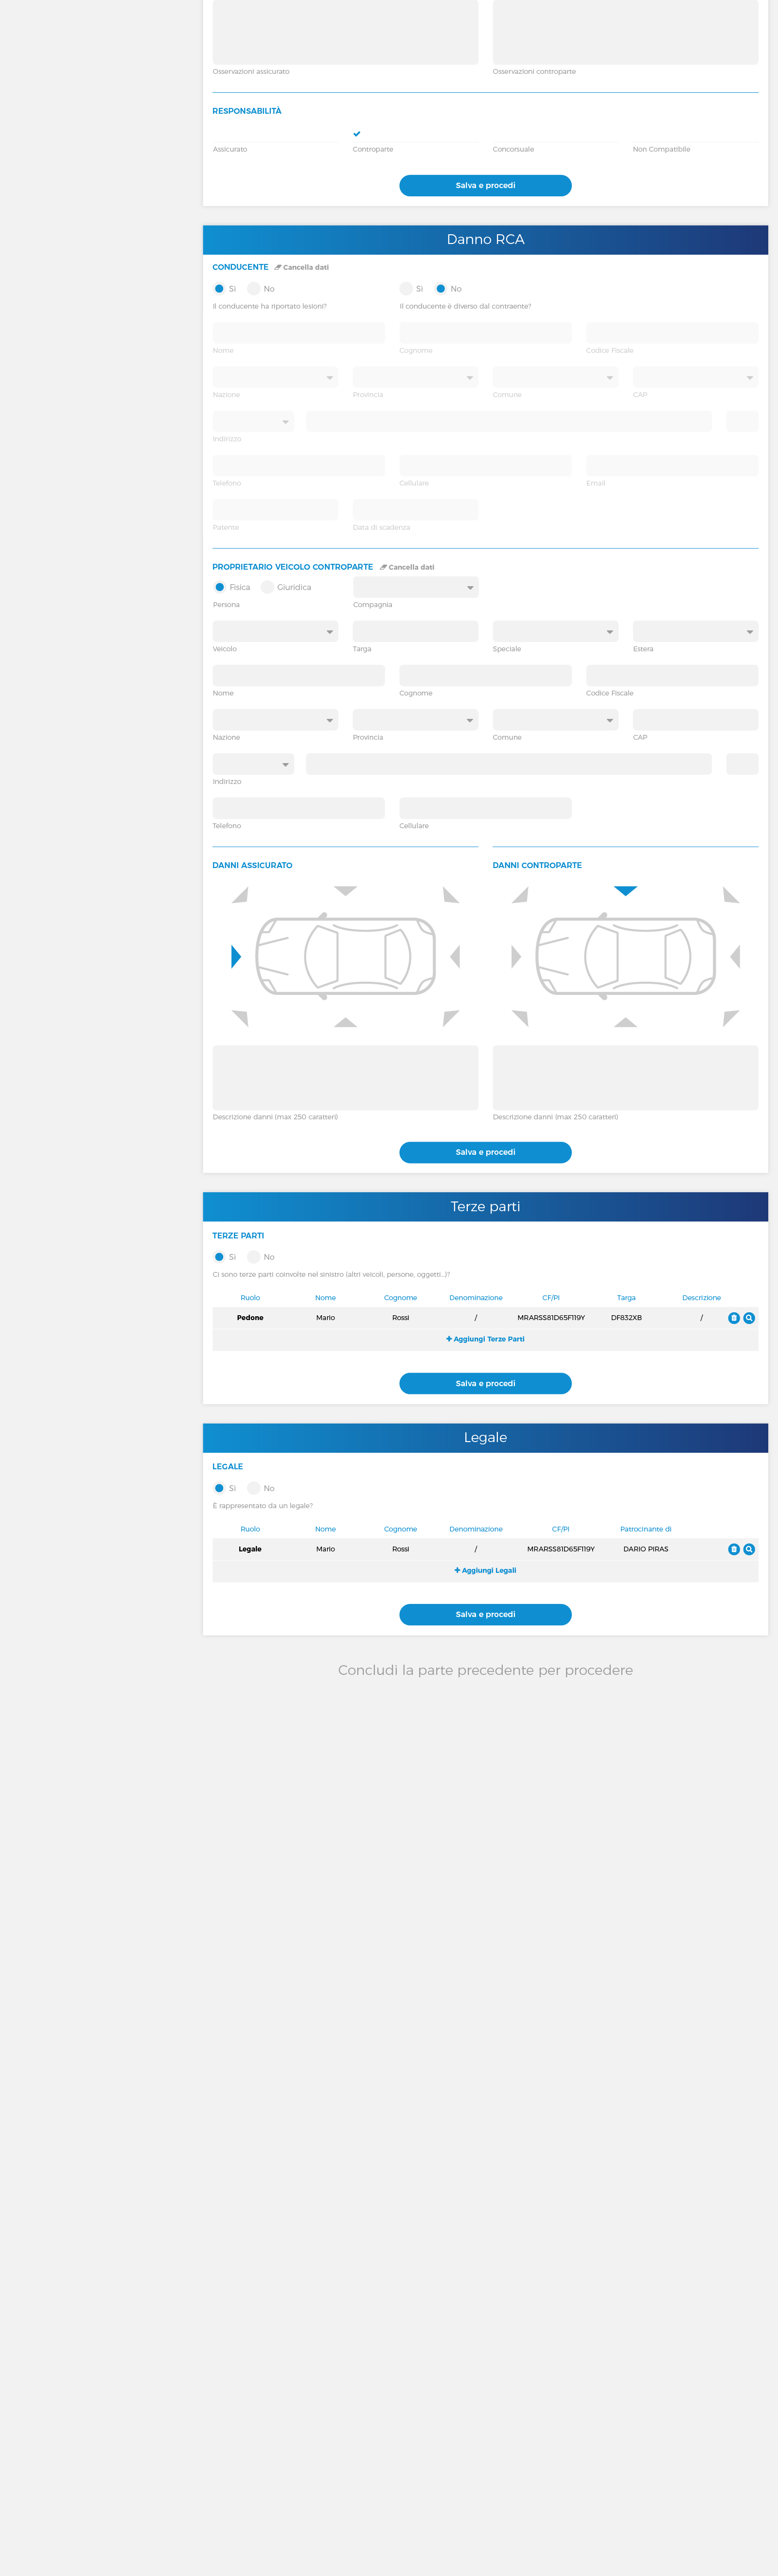 Osservazioni assicurato Osservazioni controparte
RESPONSABILITÀ
Assicurato Controparte Concorsuale Non Compatibile
Salva e procedi
Danno RCA
CONDUCENTE Cancella dati
Sì No Sì No
Il conducente ha riportato lesioni? Il conducente è diverso dal contraente?
Nome Cognome Codice Fiscale
Nazione Provincia Comune CAP
Indirizzo
Telefono Cellulare Email
Patente Data di scadenza
PROPRIETARIO VEICOLO CONTROPARTE Cancella dati
Fisica Giuridica
Persona Compagnia
Veicolo Targa Speciale Estera
Nome Cognome Codice Fiscale
Nazione Provincia Comune CAP
Indirizzo
Telefono Cellulare
DANNI ASSICURATO DANNI CONTROPARTE
Descrizione danni (max 250 caratteri) Descrizione danni (max 250 caratteri)
Salva e procedi
Terze parti
TERZE PARTI
Sì No
Ci sono terze parti coinvolte nel sinistro (altri veicoli, persone, oggetti,..)?
Ruolo Nome Cognome Denominazione CF/PI Targa Descrizione
Pedone Mario Rossi / MRARSS81D65F119Y DF832XB /
+ Aggiungi Terze Parti
Salva e procedi
Legale
LEGALE
Sì No
È rappresentato da un legale?
Ruolo Nome Cognome Denominazione CF/PI Patrocinante di
Legale Mario Rossi / MRARSS81D65F119Y DARIO PIRAS
+ Aggiungi Legali
Salva e procedi
Concludi la parte precedente per procedere